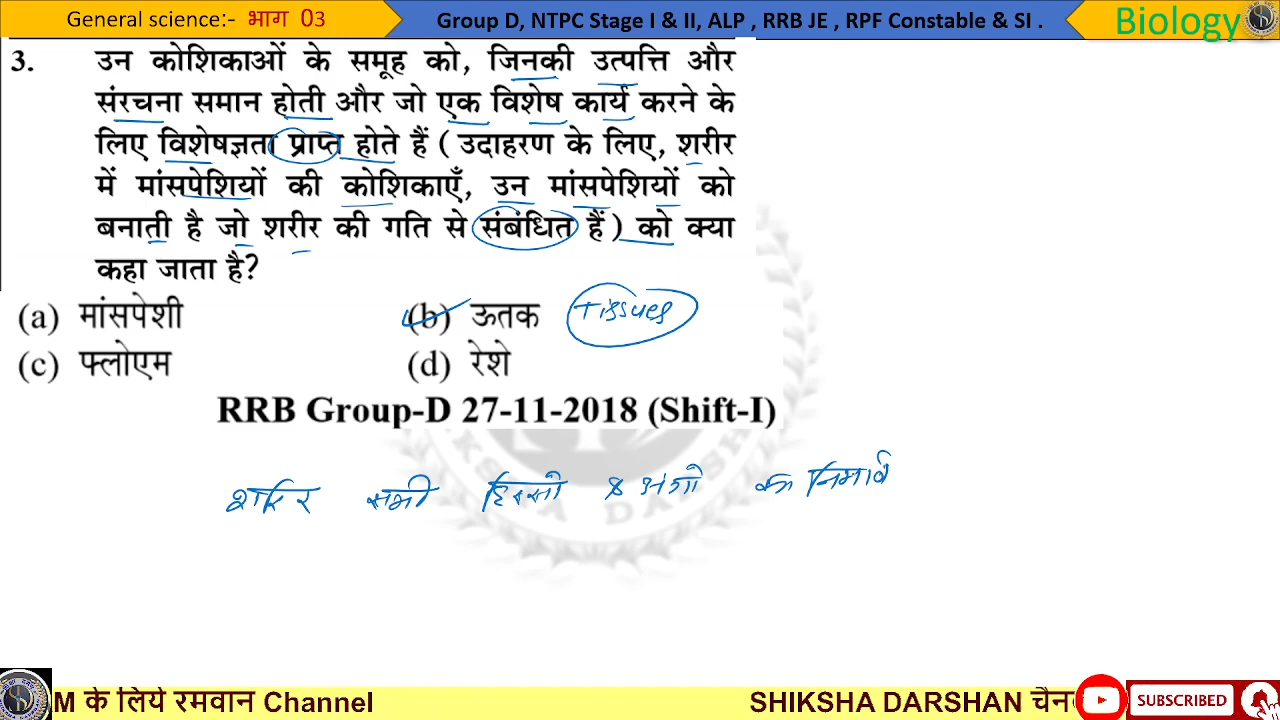 General science:- भाग 03
Group D, NTPC Stage I & II, ALP , RRB JE , RPF Constable & SI .
Biology
3. उन कोशिकाओं के समूह को, जिनकी उत्पत्ति और
संरचना समान होती और जो एक विशेष कार्य करने के
लिए विशेषज्ञता प्राप्त होते हैं ( उदाहरण के लिए, शरीर
में मांसपेशियों की कोशिकाएँ, उन मांसपेशियों को
बनाती है जो शरीर की गति से संबंधित हैं ) को क्या
कहा जाता है?
(a) मांसपेशी (b) ऊतक Tissues
(c) फ्लोएम (d) रेशे
RRB Group-D 27-11-2018 (Shift-I)
शरिर सभी हिस्सो & अंगो का
M के लिये रमवान Channel
SHIKSHA DARSHAN
SUBSCRIBED